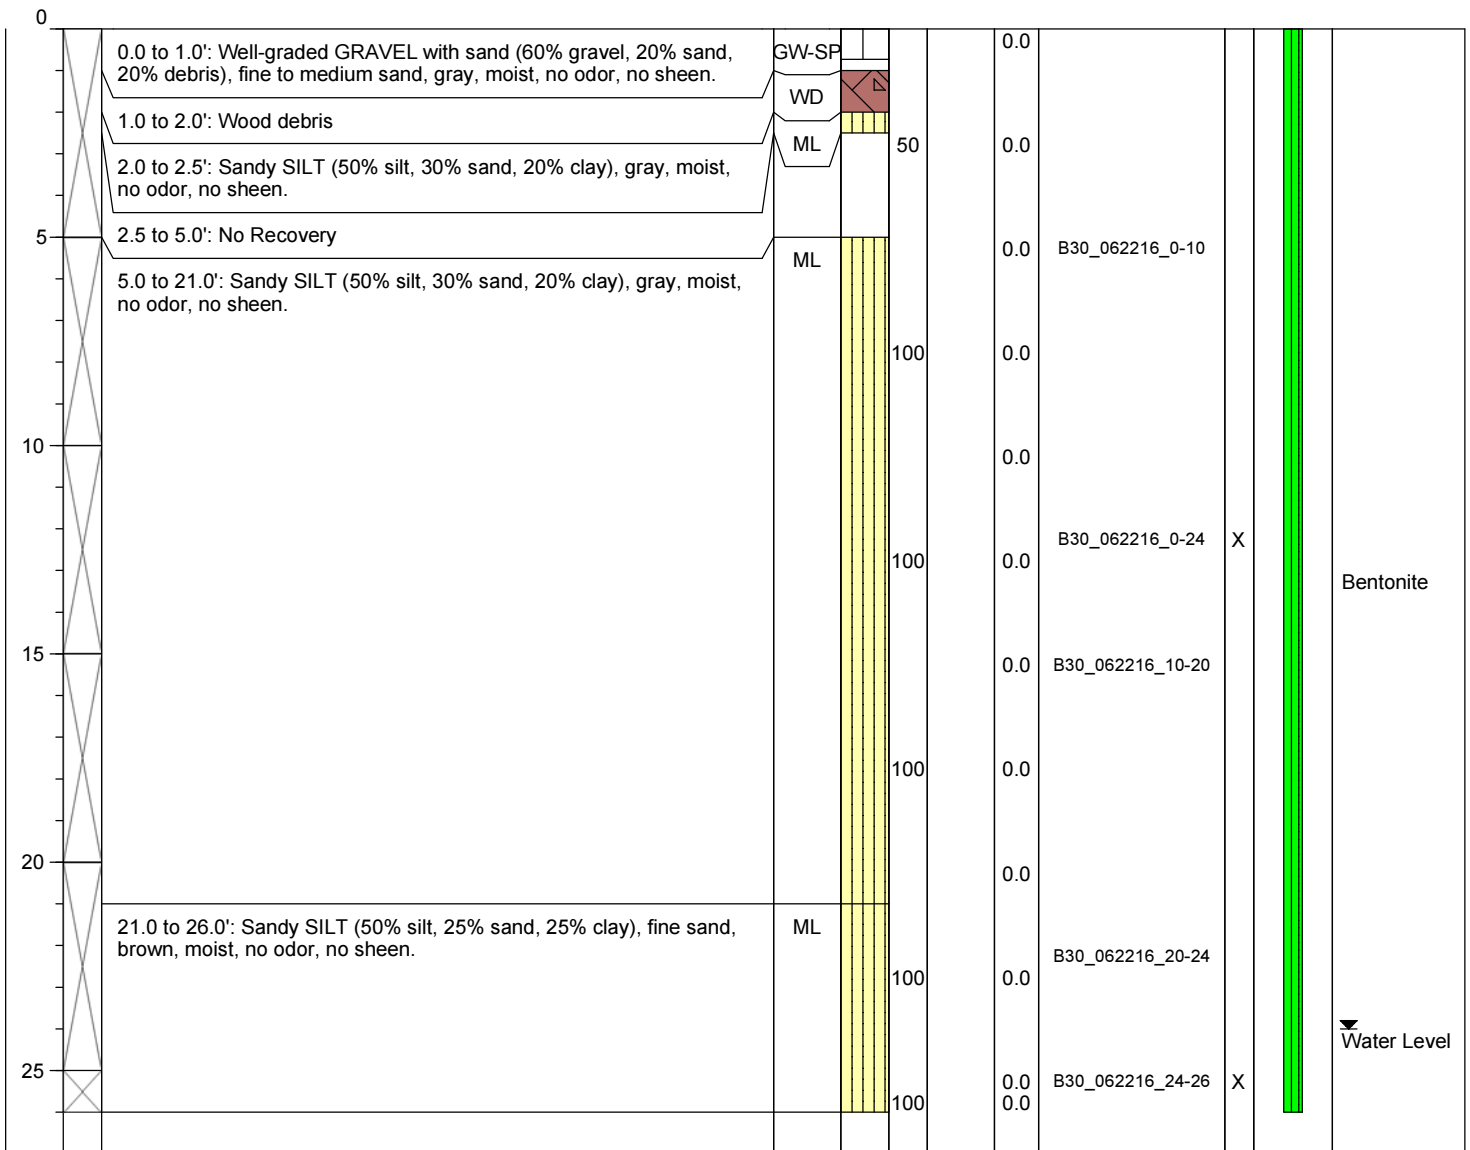 0
0.0 to 1.0': Well-graded GRAVEL with sand (60% gravel, 20% sand,
20% debris), fine to medium sand, gray, moist, no odor, no sheen.
GW-SP
0.0
WD
1.0 to 2.0': Wood debris
ML
50
0.0
2.0 to 2.5': Sandy SILT (50% silt, 30% sand, 20% clay), gray, moist,
no odor, no sheen.
5
2.5 to 5.0': No Recovery
0.0
B30_062216_0-10
ML
5.0 to 21.0': Sandy SILT (50% silt, 30% sand, 20% clay), gray, moist,
no odor, no sheen.
100
0.0
10
0.0
B30_062216_0-24
X
100
0.0
Bentonite
15
0.0
B30_062216_10-20
100
0.0
20
0.0
21.0 to 26.0': Sandy SILT (50% silt, 25% sand, 25% clay), fine sand,
brown, moist, no odor, no sheen.
ML
B30_062216_20-24
100
0.0
Water Level
25
0.0
B30_062216_24-26
X
100
0.0